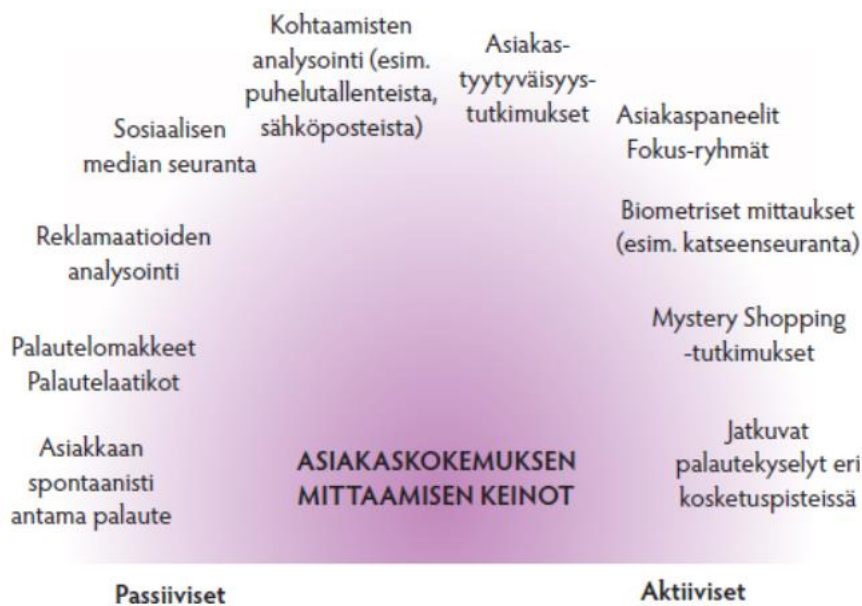 Kohtaamisten
analysointi (esim.
puhelutallenteista,
sähköposteista)
Asiakas-
tyytyväisyys-
tutkimukset
Sosiaalisen
median seuranta
Asiakaspaneelit
Fokus-ryhmät
Reklamaatioiden
analysointi
Biometriset mittaukset
(esim. katseenseuranta)
Palautelomakkeet
Palautelaatikot
Mystery Shopping
-tutkimukset
Asiakkaan
spontaanisti
antama palaute
ASIAKASKOKEMUKSEN
MITTAAMISEN KEINOT
Jatkuvat
palautekyselyt eri
kosketuspisteissä
Passiiviset
Aktiiviset